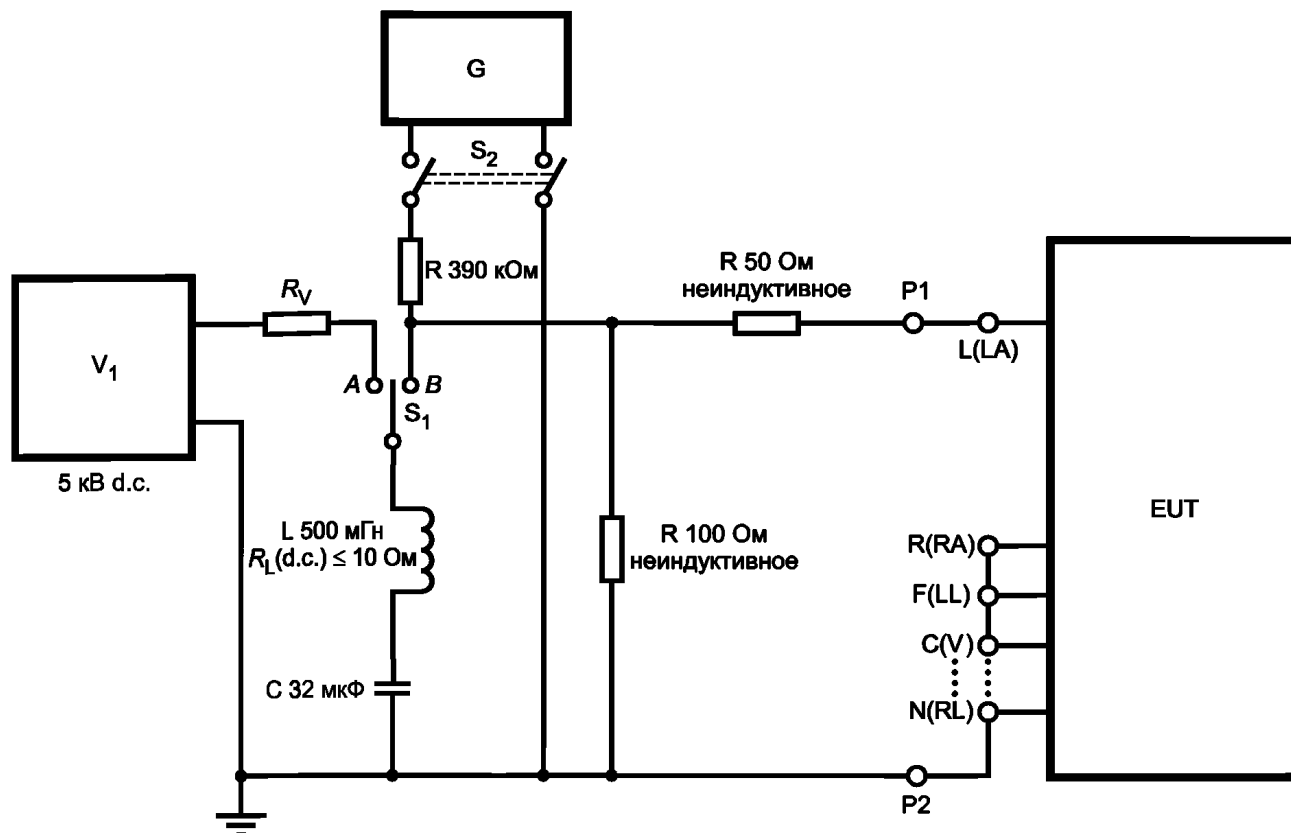 G
S2
R 390 кОм
R 50 Ом
неиндуктивное
P1
L(LA)
RV
V1
A
B
S1
5 кВ d.c.
L 500 мГн
RL(d.c.) ≤ 10 Ом
R 100 Ом
неиндуктивное
EUT
R(RA)
F(LL)
C(V)
C 32 мкФ
N(RL)
P2